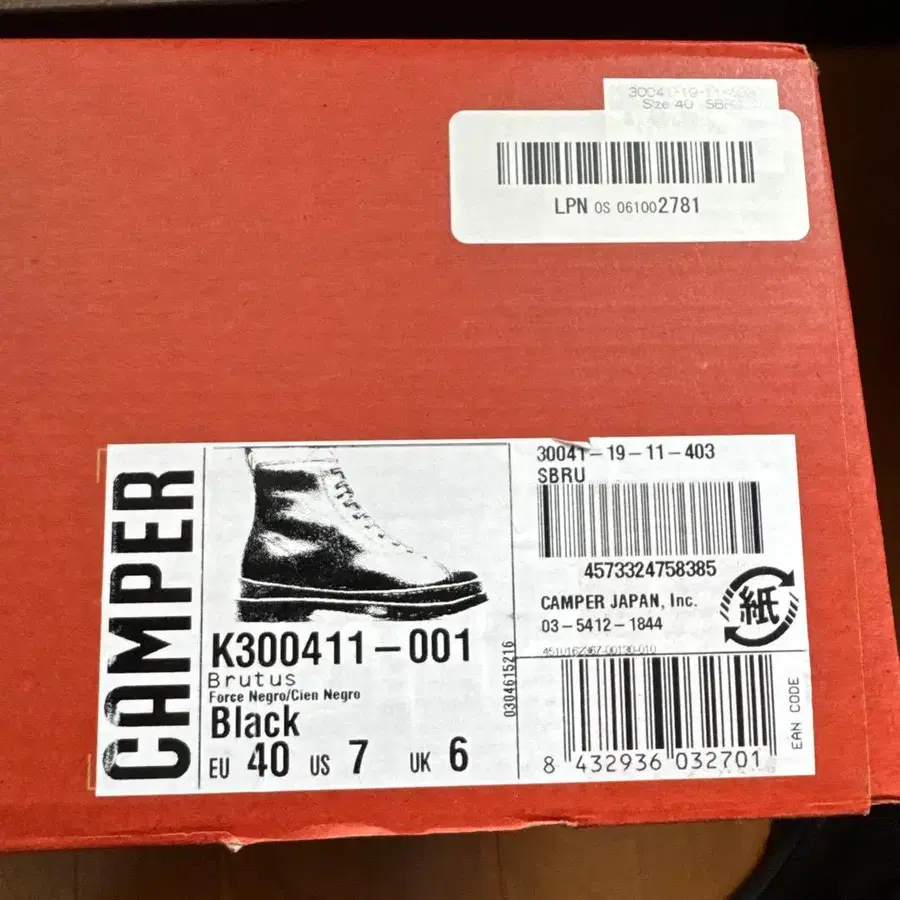 Size 40
LPN OS 061002781
CAMPER
K300411-001
Brutus
Force Negro/Cien Negro
Black
EU 40 US 7 UK 6
0304615216
30041-19-11-403
SBRU
4573324758385
CAMPER JAPAN, Inc.
03-5412-1844
紙
8 432936 032701
EAN CODE